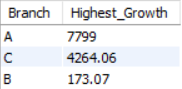 Branch Highest_Growth
A 7799
C 4264.06
B 173.07